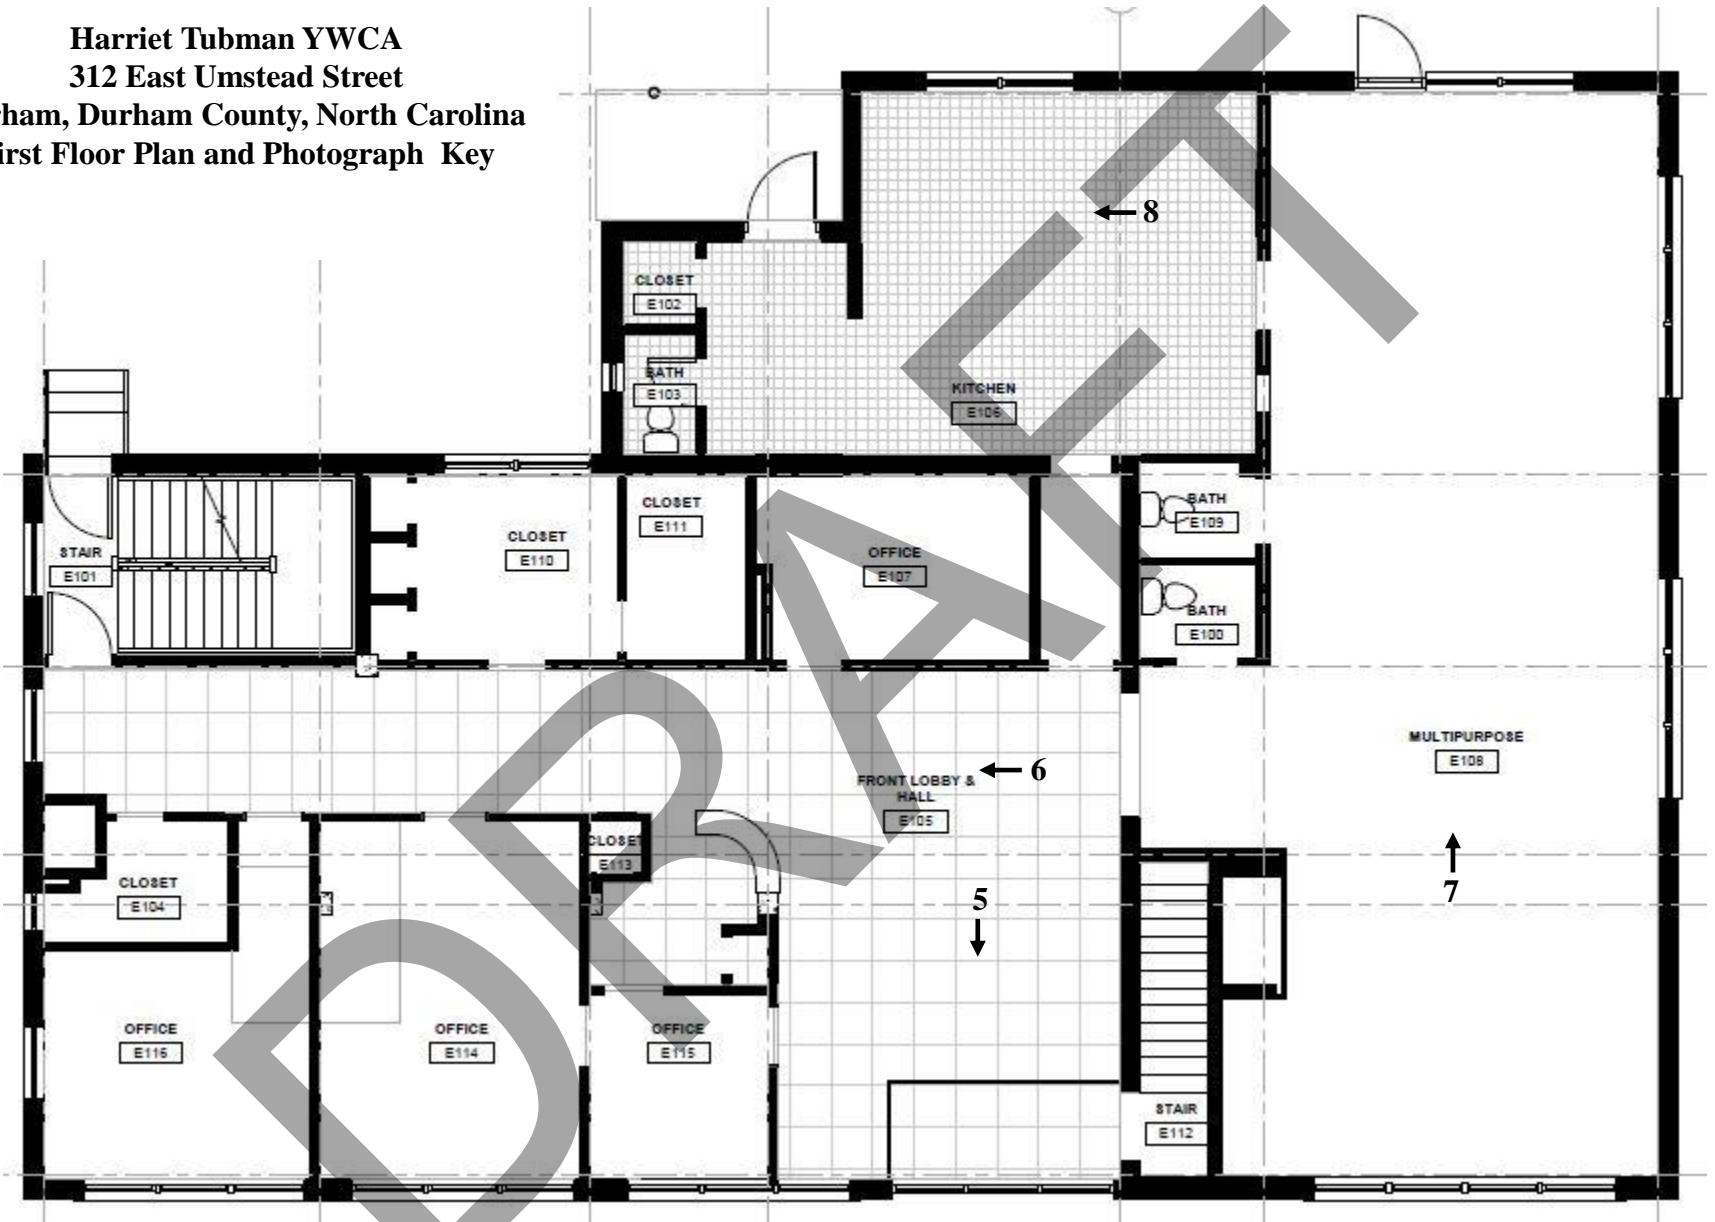 Harriet Tubman YWCA
312 East Umstead Street
rham, Durham County, North Carolina
irst Floor Plan and Photograph Key
8
CLOSET
E102
BATH
E103
KITCHEN
E106
CLOSET
E111
BATH
E109
CLOSET
E110
OFFICE
E107
STAIR
E101
BATH
E100
MULTIPURPOSE
E108
6
FRONT LOBBY &
HALL
E105
CLOSET
E113
7
CLOSET
E104
5
OFFICE
E116
OFFICE
E114
OFFICE
E115
STAIR
E112
DRAFT